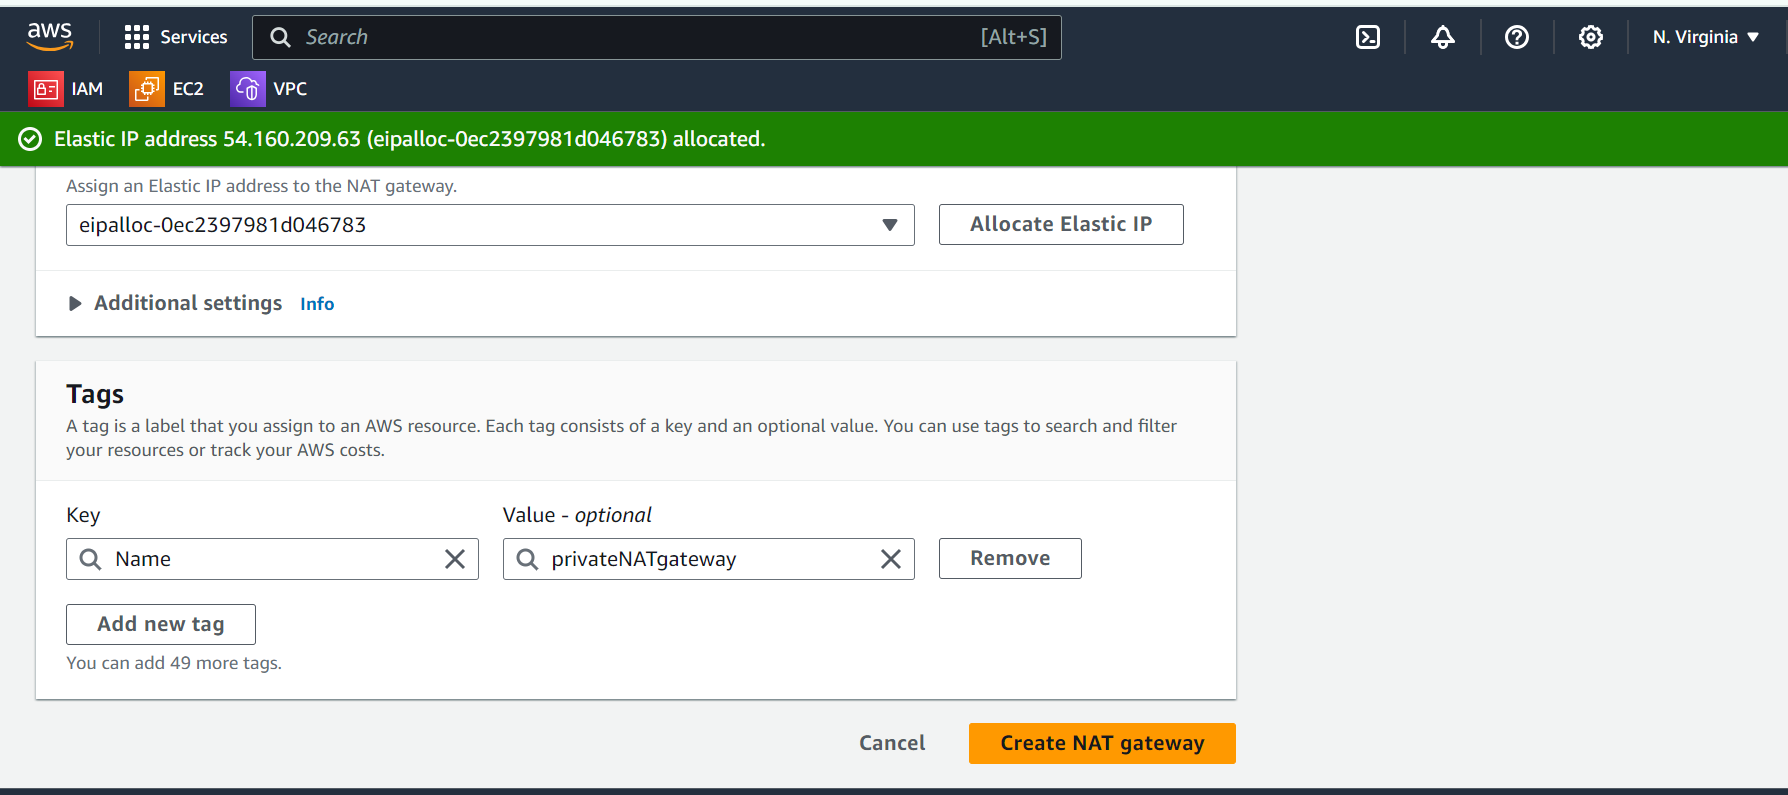 aws
Services
Search
[Alt+S]
N. Virginia
IAM
EC2
VPC
Elastic IP address 54.160.209.63 (eipalloc-0ec2397981d046783) allocated.
Assign an Elastic IP address to the NAT gateway.
eipalloc-0ec2397981d046783
Allocate Elastic IP
Additional settings Info
Tags
A tag is a label that you assign to an AWS resource. Each tag consists of a key and an optional value. You can use tags to search and filter
your resources or track your AWS costs.
Key
Value - optional
Name
privateNATgateway
Remove
Add new tag
You can add 49 more tags.
Cancel
Create NAT gateway